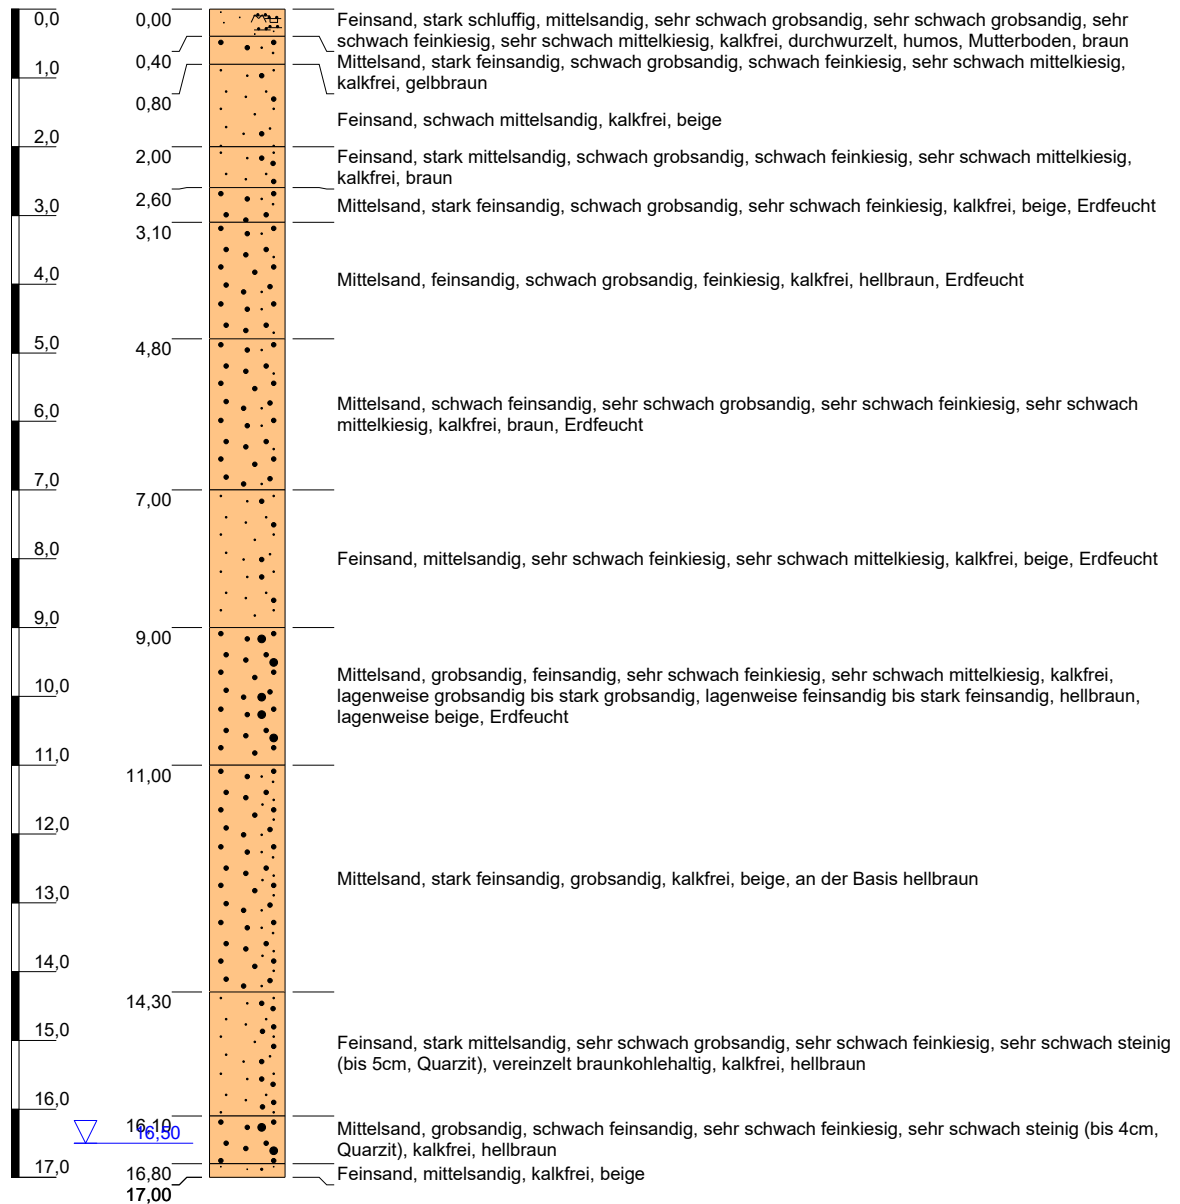 0,0
0,00
Feinsand, stark schluffig, mittelsandig, sehr schwach grobsandig, sehr schwach grobsandig, sehr
schwach feinkiesig, sehr schwach mittelkiesig, kalkfrei, durchwurzelt, humos, Mutterboden, braun
0,40
Mittelsand, stark feinsandig, schwach grobsandig, schwach feinkiesig, sehr schwach mittelkiesig,
kalkfrei, gelbbraun
1,0
0,80
Feinsand, schwach mittelsandig, kalkfrei, beige
2,0
2,00
Feinsand, stark mittelsandig, schwach grobsandig, schwach feinkiesig, sehr schwach mittelkiesig,
kalkfrei, braun
2,60
Mittelsand, stark feinsandig, schwach grobsandig, sehr schwach feinkiesig, kalkfrei, beige, Erdfeucht
3,0
3,10
Mittelsand, feinsandig, schwach grobsandig, feinkiesig, kalkfrei, hellbraun, Erdfeucht
4,0
4,80
5,0
Mittelsand, schwach feinsandig, sehr schwach grobsandig, sehr schwach feinkiesig, sehr schwach
mittelkiesig, kalkfrei, braun, Erdfeucht
6,0
7,0
7,00
Feinsand, mittelsandig, sehr schwach feinkiesig, sehr schwach mittelkiesig, kalkfrei, beige, Erdfeucht
8,0
9,0
9,00
Mittelsand, grobsandig, feinsandig, sehr schwach feinkiesig, sehr schwach mittelkiesig, kalkfrei,
lagenweise grobsandig bis stark grobsandig, lagenweise feinsandig bis stark feinsandig, hellbraun,
lagenweise beige, Erdfeucht
10,0
11,0
11,00
12,0
Mittelsand, stark feinsandig, grobsandig, kalkfrei, beige, an der Basis hellbraun
13,0
14,0
14,30
15,0
Feinsand, stark mittelsandig, sehr schwach grobsandig, sehr schwach feinkiesig, sehr schwach steinig
(bis 5cm, Quarzit), vereinzelt braunkohlehaltig, kalkfrei, hellbraun
16,0
16,10
16,50
Mittelsand, grobsandig, schwach feinsandig, sehr schwach feinkiesig, sehr schwach steinig (bis 4cm,
Quarzit), kalkfrei, hellbraun
17,0
16,80
Feinsand, mittelsandig, kalkfrei, beige
17,00